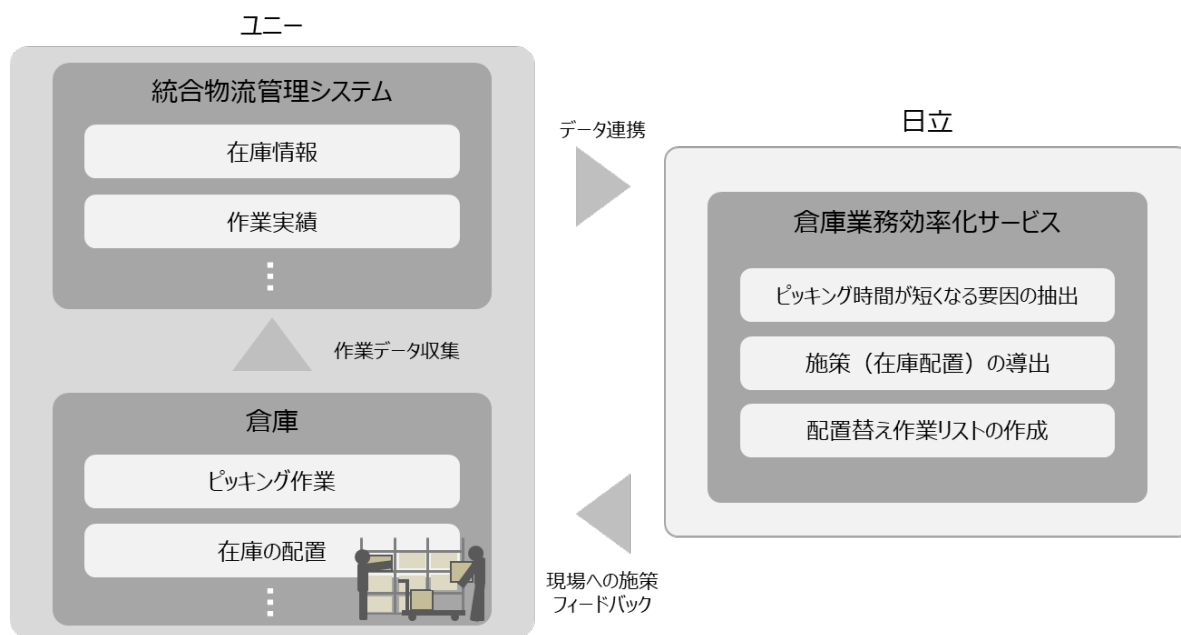 ユニー
統合物流管理システム
在庫情報
作業実績
作業データ収集
倉庫
ピッキング作業
在庫の配置
データ連携
現場への施策
フィードバック
日立
倉庫業務効率化サービス
ピッキング時間が短くなる要因の抽出
施策（在庫配置）の導出
配置替え作業リストの作成